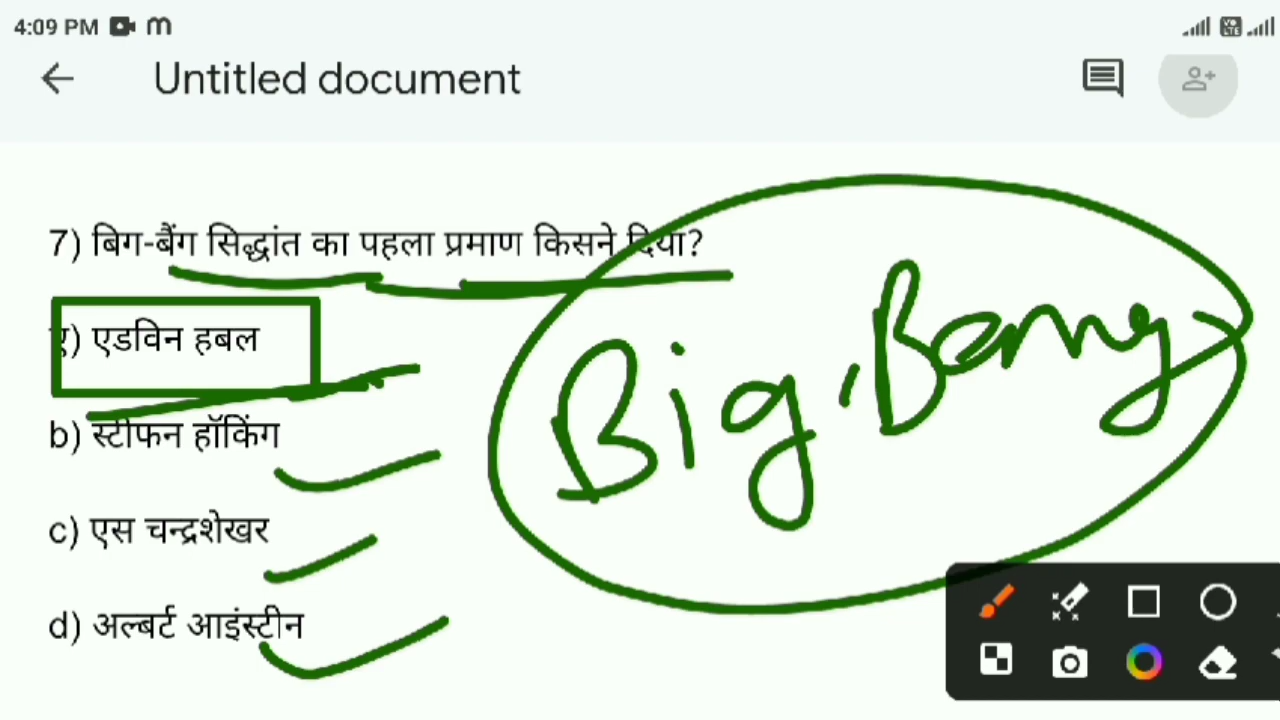 4:09 PM
Untitled document
7) बिग-बैंग सिद्धांत का पहला प्रमाण किसने दिया?
ए) एडविन हबल
b) स्टीफन हॉकिंग
c) एस चन्द्रशेखर
d) अल्बर्ट आइंस्टीन
Big Bang